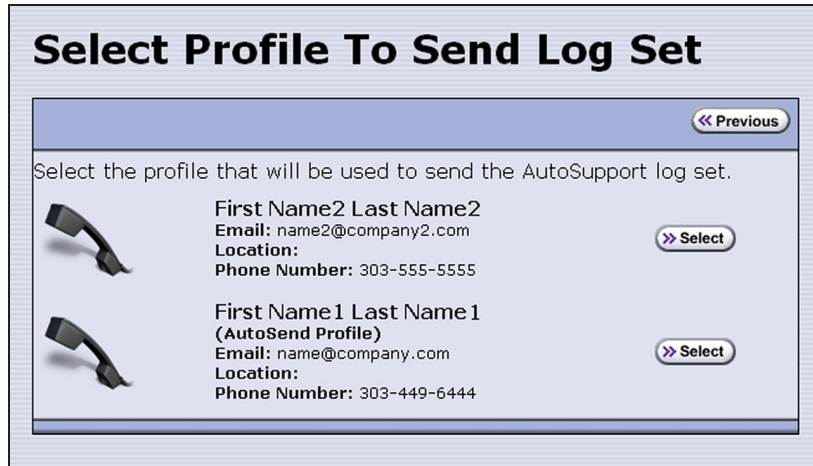 Select Profile To Send Log Set
« Previous
Select the profile that will be used to send the AutoSupport log set.
First Name2 Last Name2
Email: name2@company2.com
» Select
Location:
Phone Number: 303-555-5555
First Name1 Last Name1
(AutoSend Profile)
Email: name@company.com
» Select
Location:
Phone Number: 303-449-6444